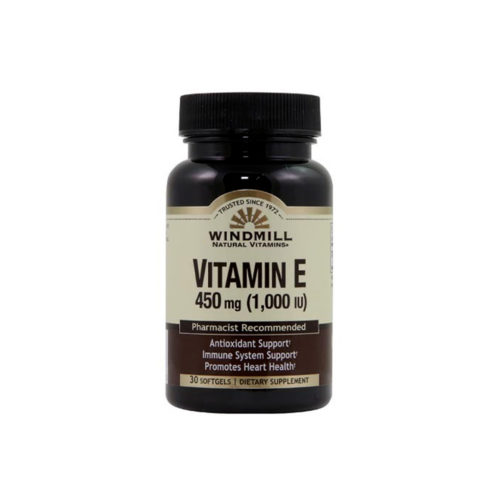 TRUSTED SINCE 1972
WINDMILL
NATURAL VITAMINS®
VITAMIN E
450 mg (1,000 IU)
Pharmacist Recommended
Antioxidant Support†
Immune System Support†
Promotes Heart Health†
30 SOFTGELS | DIETARY SUPPLEMENT